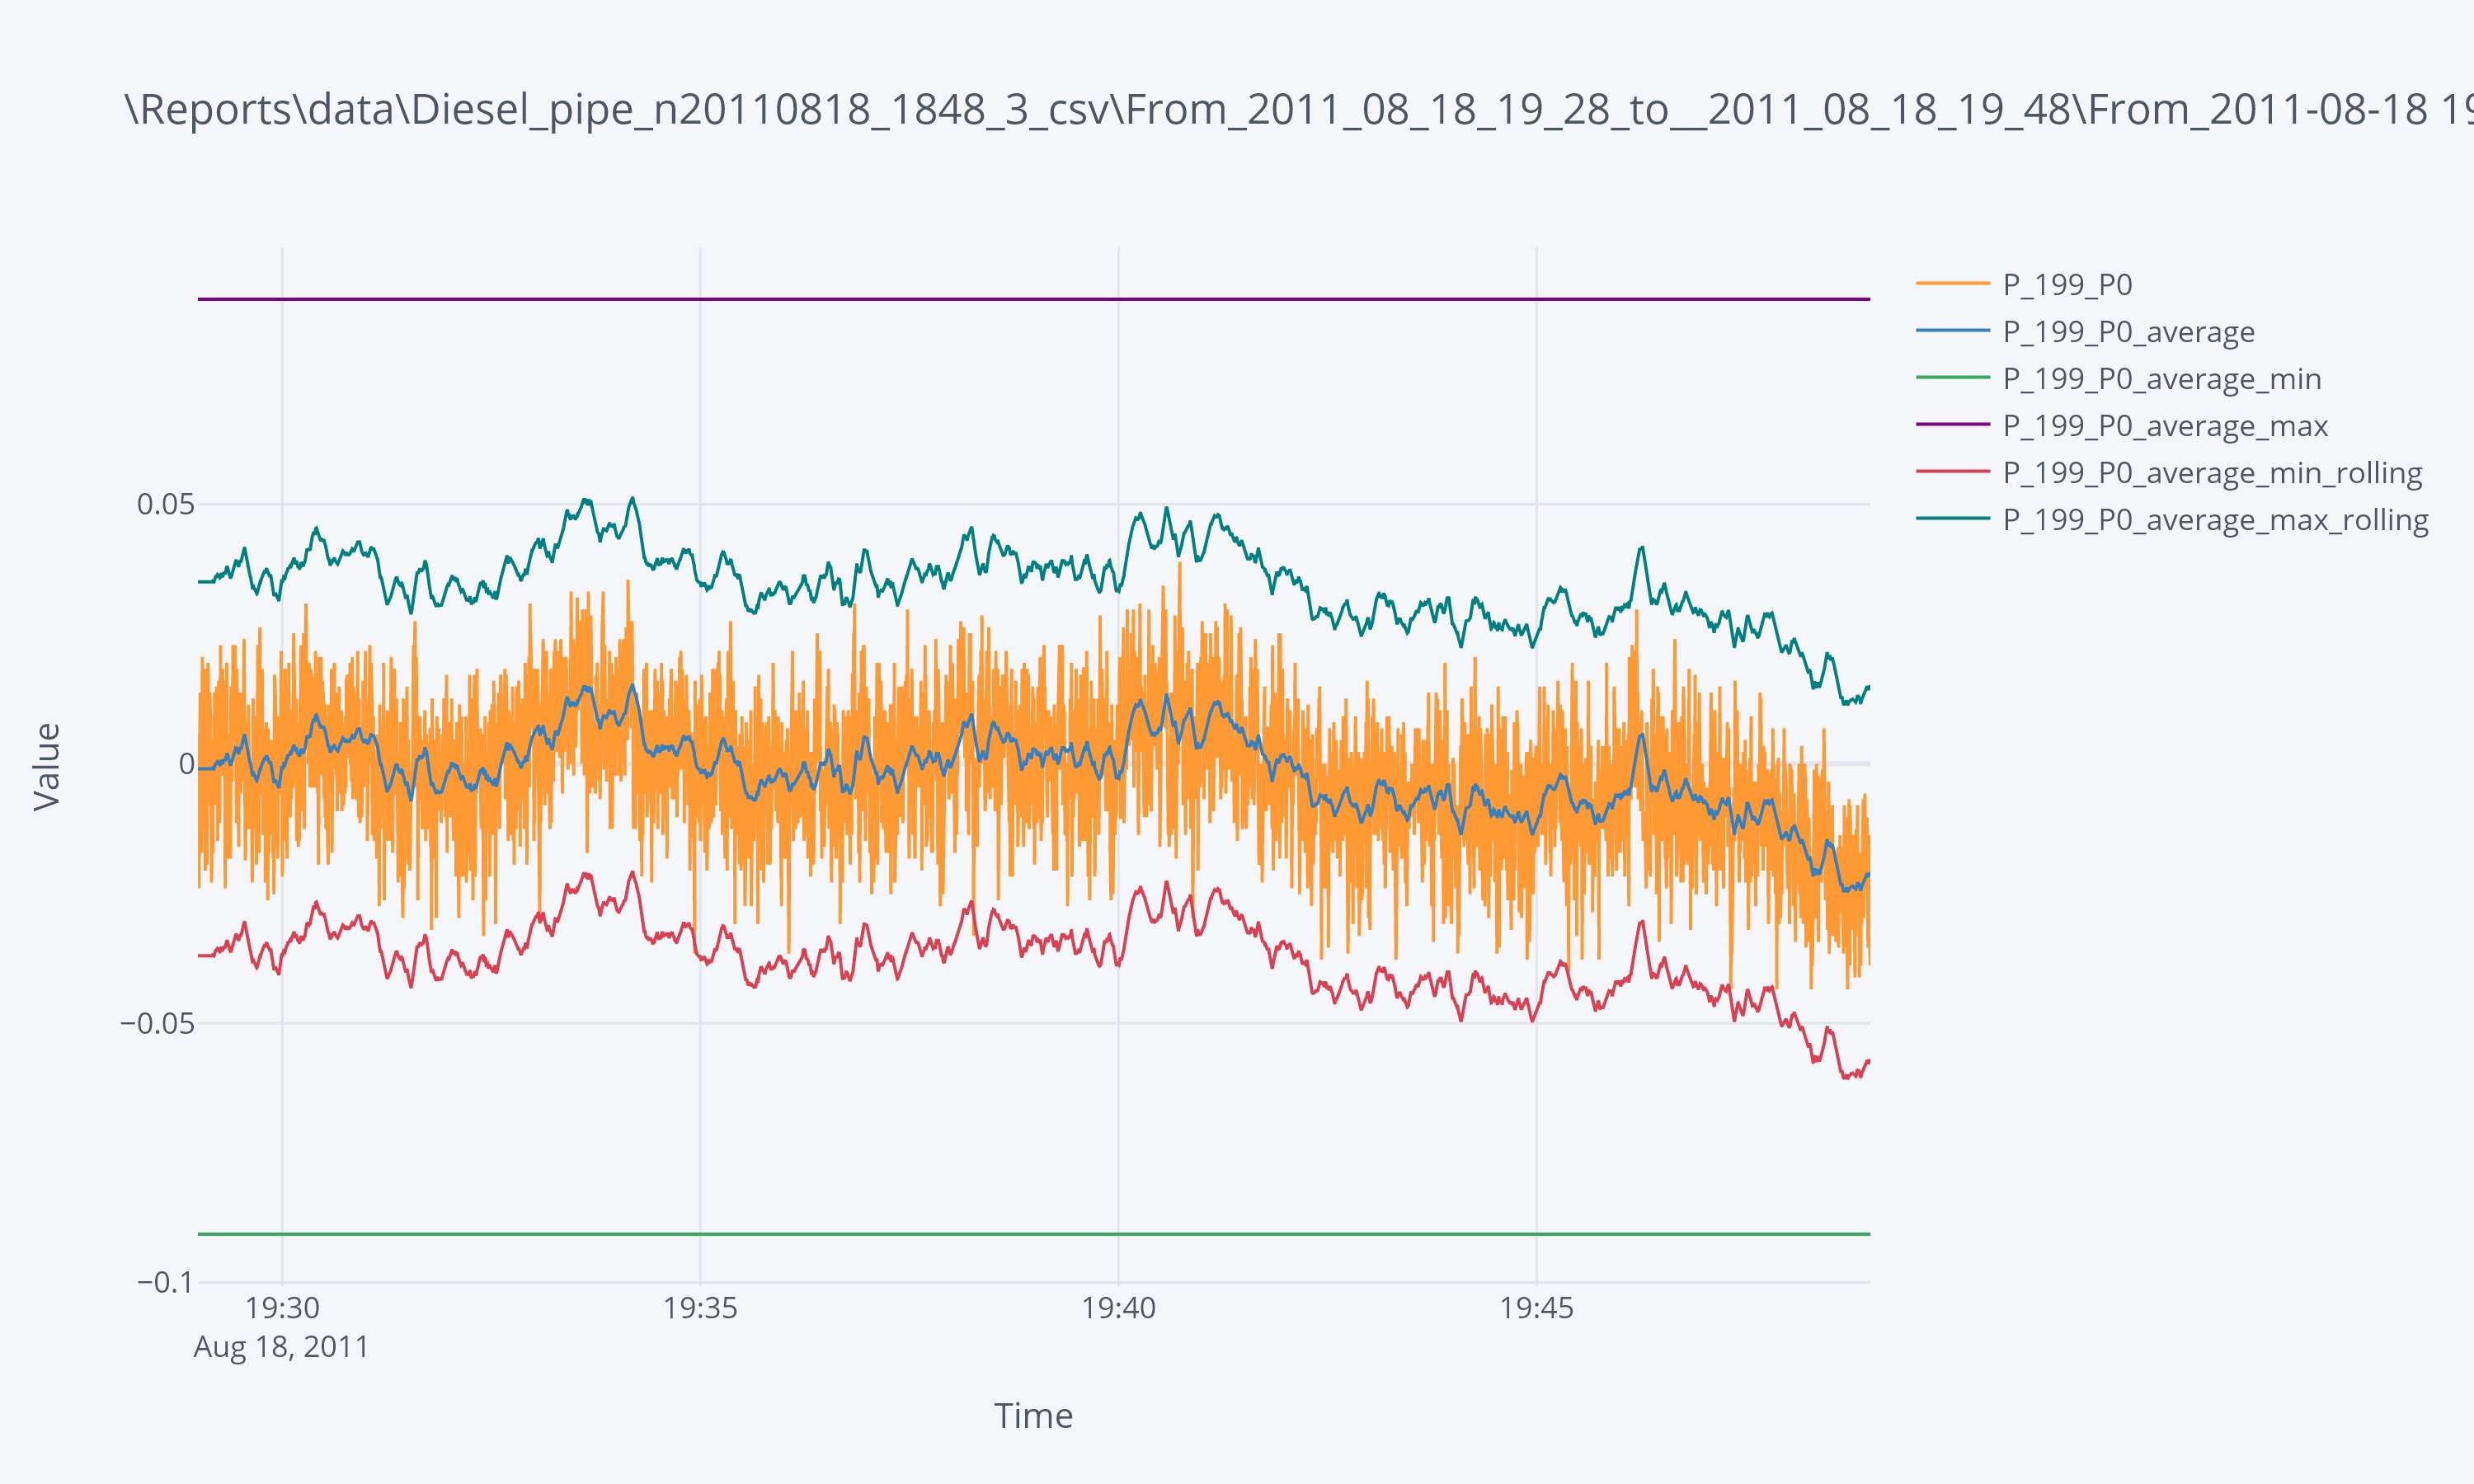 \Reports\data\Diesel_pipe_n20110818_1848_3_csv\From_2011_08_18_19_28_to__2011_08_18_19_48\From_2011-08-18 19
P_199_P0
P_199_P0_average
P_199_P0_average_min
P_199_P0_average_max
P_199_P0_average_min_rolling
P_199_P0_average_max_rolling
0.05
0
−0.05
−0.1
Value
19:30 19:35 19:40 19:45
Aug 18, 2011
Time